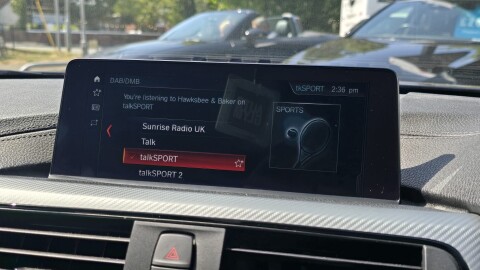 DAB/DMB
tkSPORT 2:36 pm
You're listening to Hawksbee & Baker on
talkSPORT
Sunrise Radio UK
Talk
talkSPORT
talkSPORT 2
SPORTS